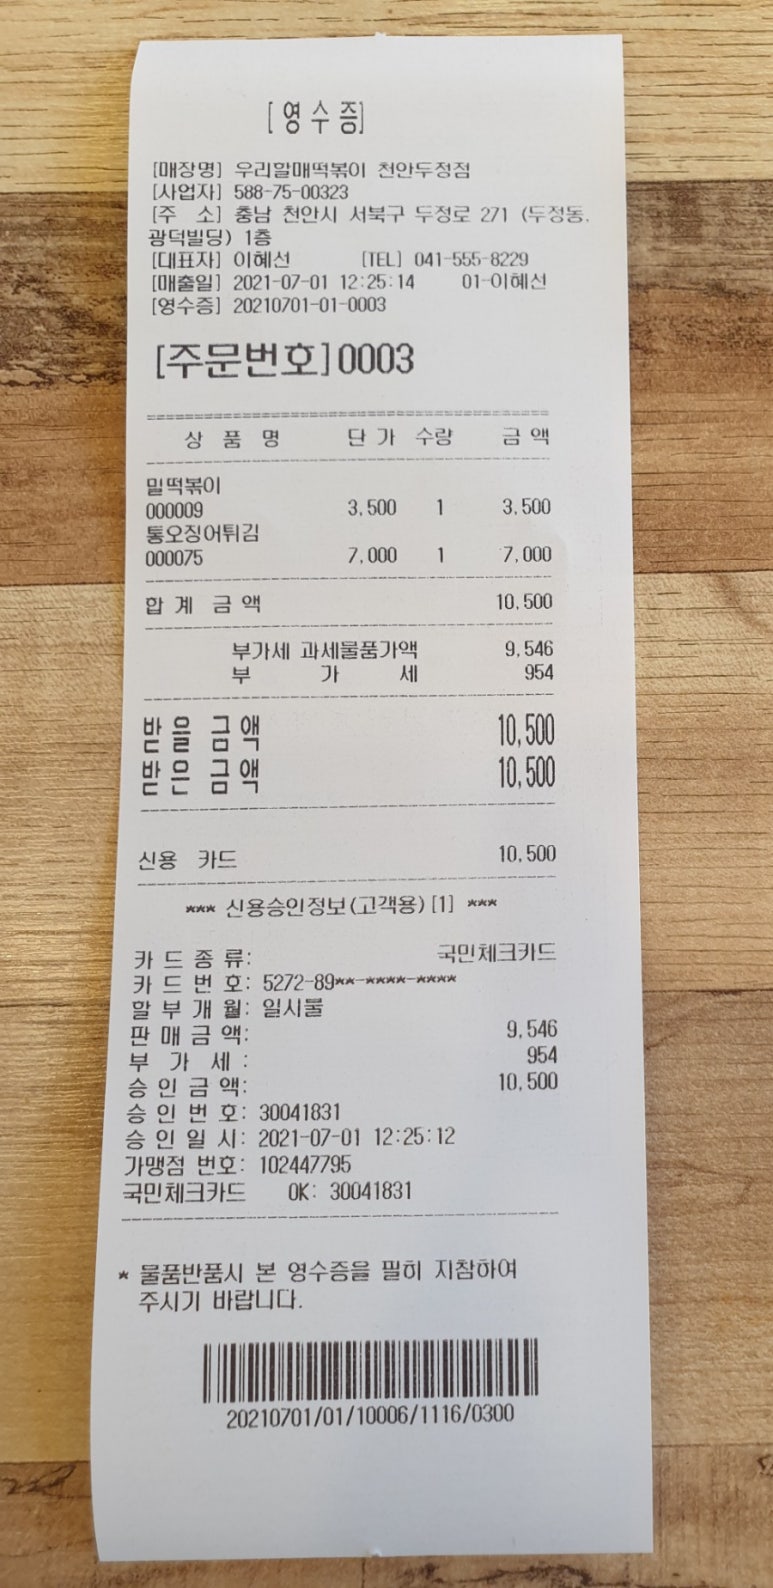 [영수증]
[매장명] 우리할매떡볶이 천안두정점
[사업자] 588-75-00323
[주 소] 충남 천안시 서북구 두정로 271 (두정동,
광덕빌딩) 1층
[대표자] 이혜선 [TEL] 041-555-8229
[매출일] 2021-07-01 12:25:14 01-이혜선
[영수증] 20210701-01-0003
[주문번호]0003
상 품 명 단 가 수량 금 액
밀떡볶이
000009 3,500 1 3,500
통오징어튀김
000075 7,000 1 7,000
합 계 금 액 10,500
부가세 과세물품가액 9,546
부 가 세 954
받 을 금 액 10,500
받 은 금 액 10,500
신용 카드 10,500
*** 신용승인정보(고객용)[1] ***
카 드 종 류: 국민체크카드
카 드 번 호: 5272-89**-****-****
할 부 개 월: 일시불
판 매 금 액: 9,546
부 가 세 : 954
승 인 금 액: 10,500
승 인 번 호: 30041831
승 인 일 시: 2021-07-01 12:25:12
가맹점 번호: 102447795
국민체크카드 OK: 30041831
* 물품반품시 본 영수증을 필히 지참하여
주시기 바랍니다.
20210701/01/10006/1116/0300